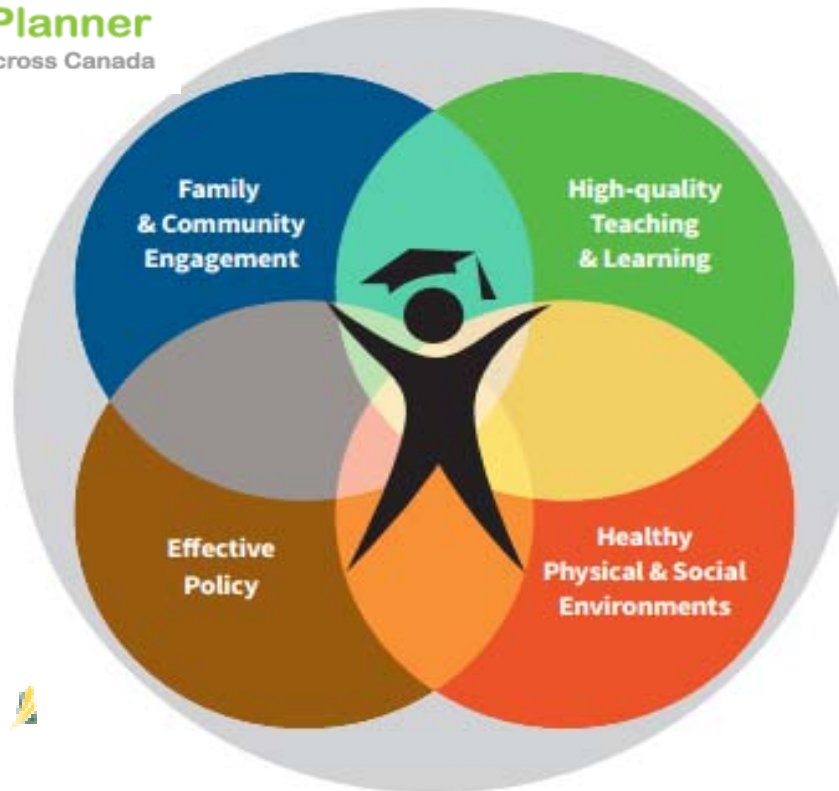 Planner
cross Canada
Family
& Community
Engagement
High-quality
Teaching
& Learning
Effective
Policy
Healthy
Physical & Social
Environments